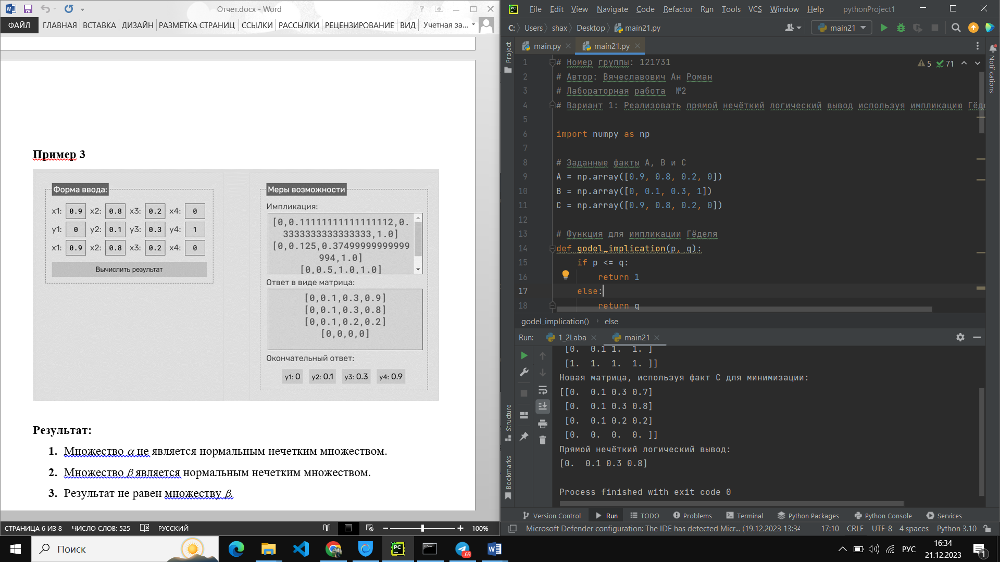 Отчет.docx - Word
ФАЙЛ ГЛАВНАЯ ВСТАВКА ДИЗАЙН РАЗМЕТКА СТРАНИЦ ССЫЛКИ РАССЫЛКИ РЕЦЕНЗИРОВАНИЕ ВИД Учетная за...
Пример 3
Форма ввода:
x1: 0.9 x2: 0.8 x3: 0.2 x4: 0
y1: 0 y2: 0.1 y3: 0.3 y4: 1
x1: 0.9 x2: 0.8 x3: 0.2 x4: 0
Вычислить результат
Меры возможности
Импликация:
[0,0.11111111111111112,0.
3333333333333333,1.0]
[0,0.125,0.37499999999999
994,1.0]
[0,0.5,1.0,1.0]
Ответ в виде матрица:
[0,0.1,0.3,0.9]
[0,0.1,0.3,0.8]
[0,0.1,0.2,0.2]
[0,0,0,0]
Окончательный ответ:
y1: 0 y2: 0.1 y3: 0.3 y4: 0.9
Результат:
1. Множество α не является нормальным нечетким множеством.
2. Множество β является нормальным нечетким множеством.
3. Результат не равен множеству β.
СТРАНИЦА 6 ИЗ 8 ЧИСЛО СЛОВ: 525 РУССКИЙ 100%
PC File Edit View Navigate Code Refactor Run Tools VCS Window Help pythonProject1
C: Users shax Desktop main21.py main21
main.py main21.py
Project
Notifications
5 71
1 # Номер группы: 121731
2 # Автор: Вячеславович Ан Роман
3 # Лабораторная работа №2
4 # Вариант 1: Реализовать прямой нечёткий логический вывод используя импликацию Гёде
5
6 import numpy as np
7
8 # Заданные факты A, B и C
9 A = np.array([0.9, 0.8, 0.2, 0])
10 B = np.array([0, 0.1, 0.3, 1])
11 C = np.array([0.9, 0.8, 0.2, 0])
12
13 # Функция для импликации Гёделя
14 def godel_implication(p, q):
15 if p <= q:
16 return 1
17 else:
18 return q
godel_implication() else
Run: 1_2Laba main21
[0. 0.1 1. 1. ]
[1. 1. 1. 1. ]]
Новая матрица, используя факт C для минимизации:
[[0. 0.1 0.3 0.7]
[0. 0.1 0.3 0.8]
[0. 0.1 0.2 0.2]
[0. 0. 0. 0. ]]
Прямой нечёткий логический вывод:
[0. 0.1 0.3 0.8]
Process finished with exit code 0
Structure
Bookmarks
Version Control Run TODO Problems Terminal Python Packages Python Console Services
Microsoft Defender configuration: The IDE has detected Micr... (19.12.2023 13:34 17:10 CRLF UTF-8 4 spaces Python 3.10
Поиск
PC
..69
РУС
16:34
21.12.2023
1